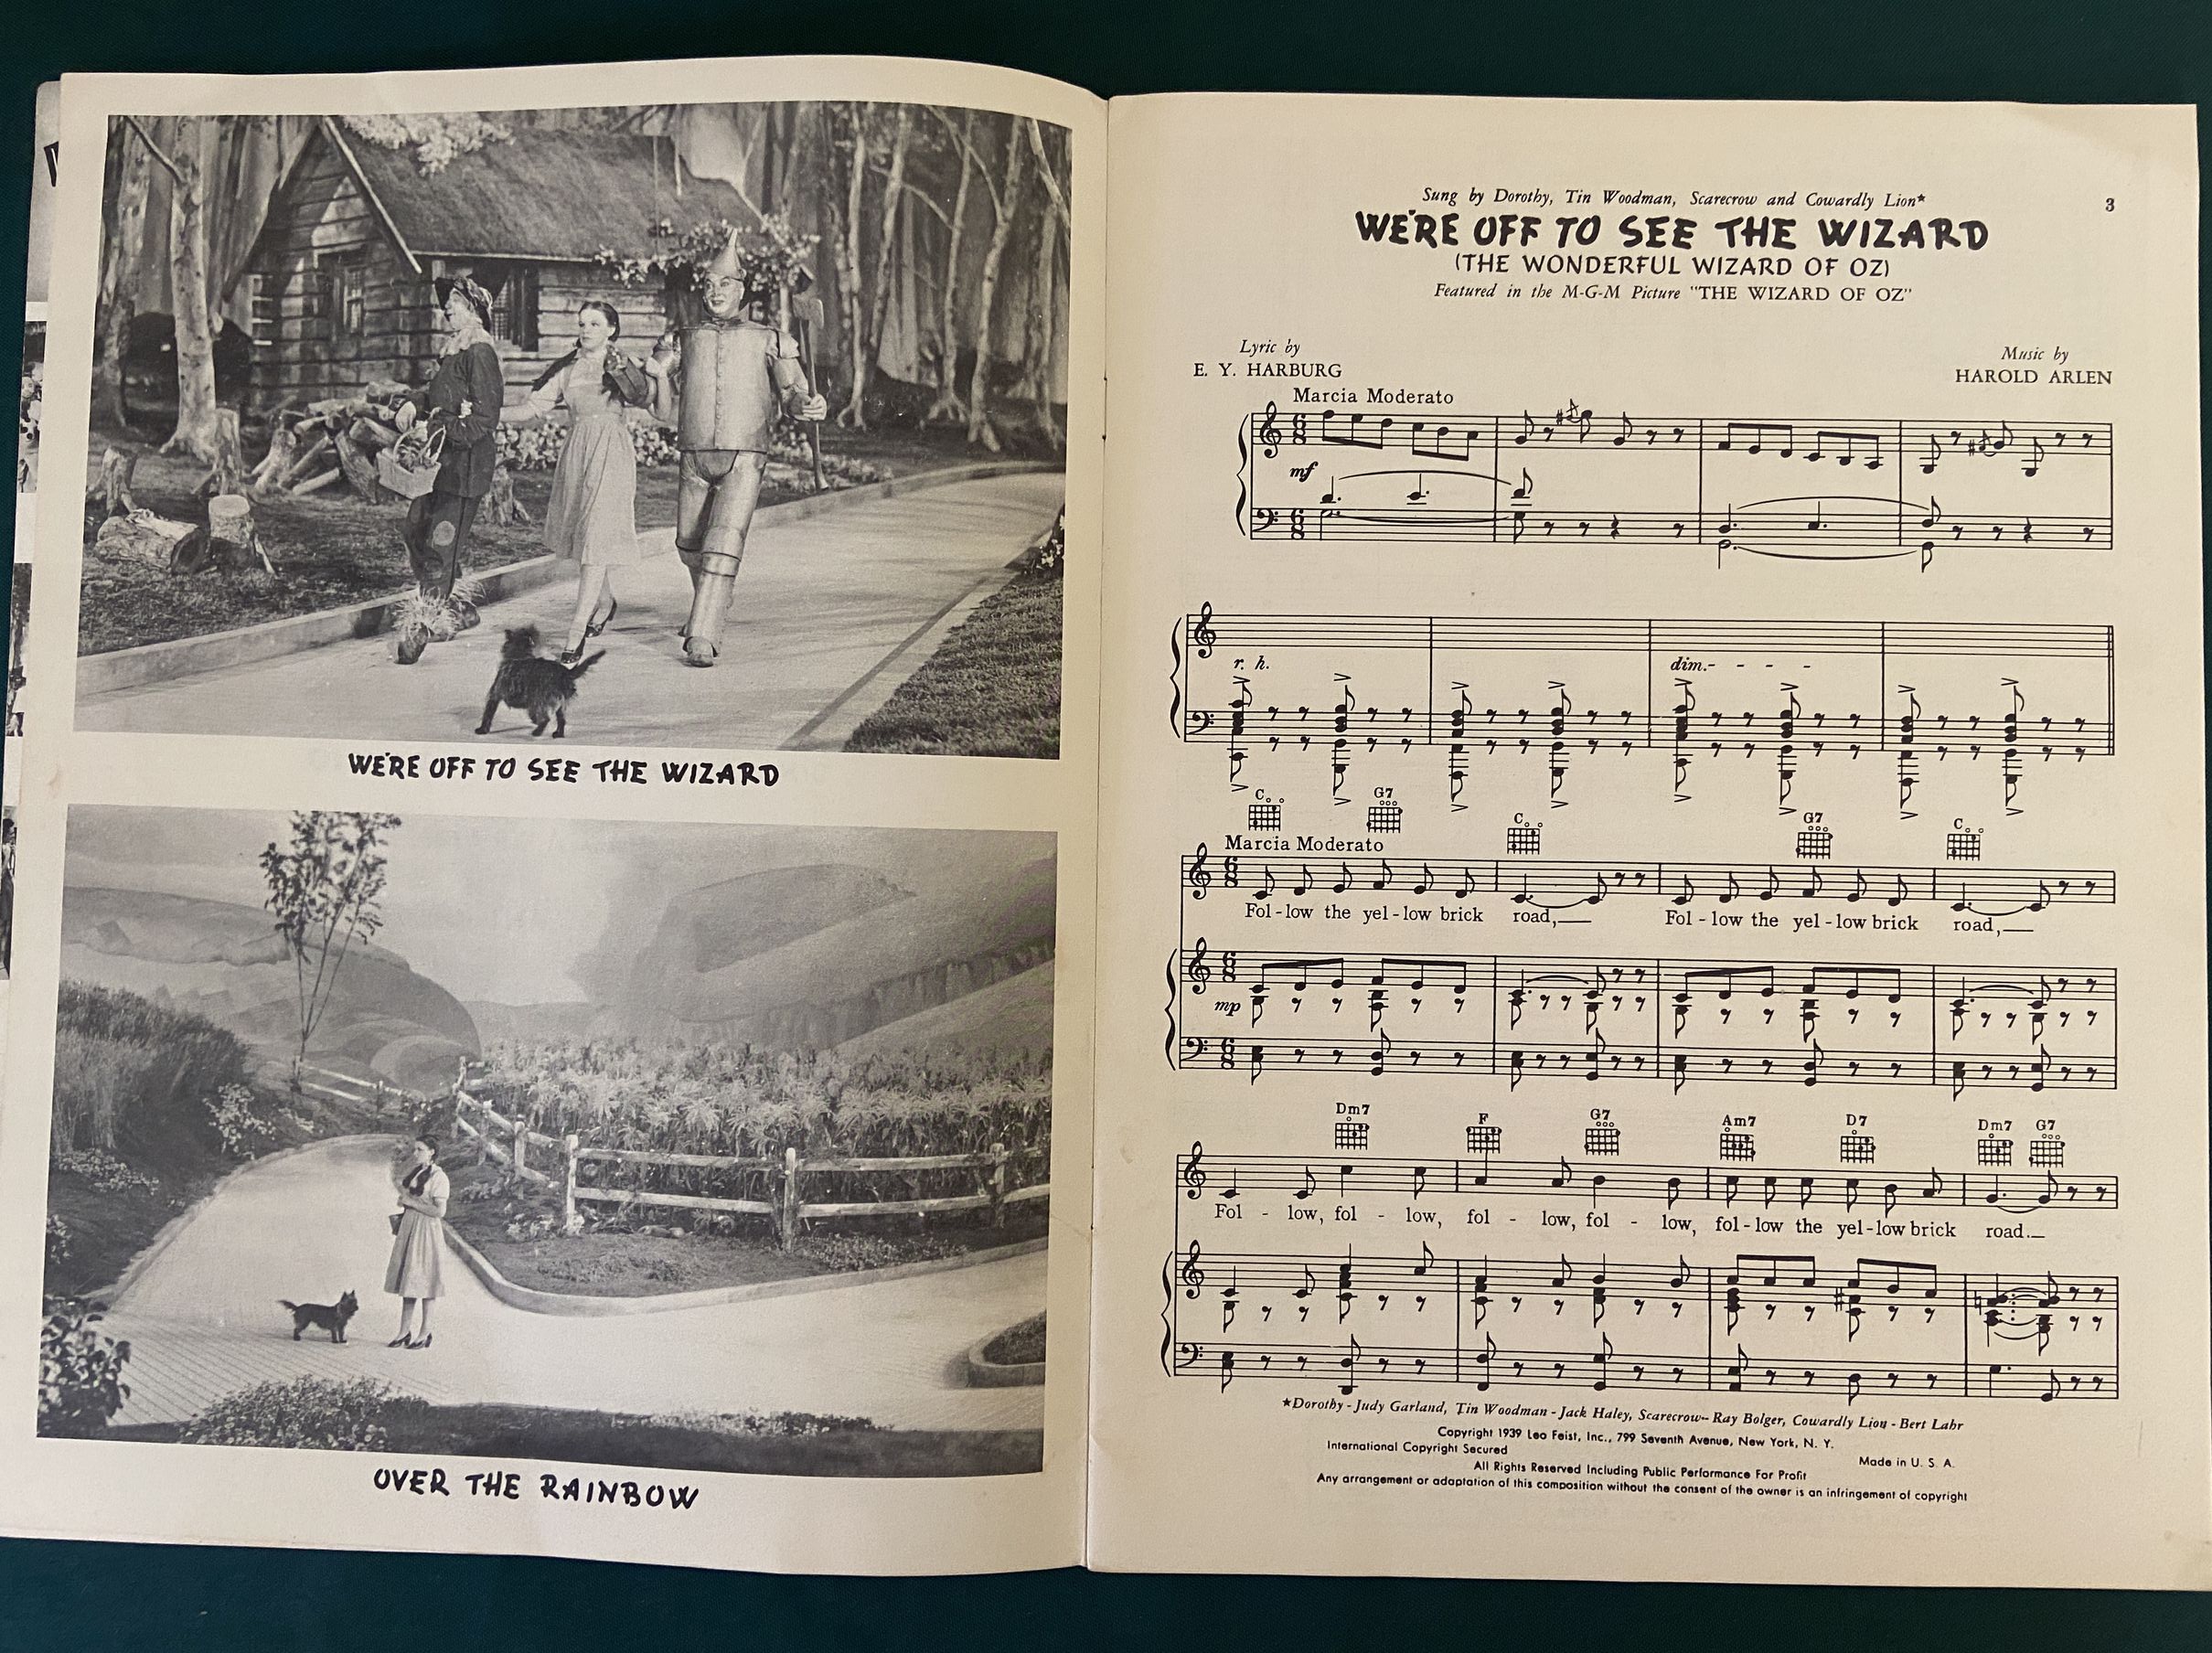 WE'RE OFF TO SEE THE WIZARD
OVER THE RAINBOW
3
Sung by Dorothy, Tin Woodman, Scarecrow and Cowardly Lion★
WE'RE OFF TO SEE THE WIZARD
(THE WONDERFUL WIZARD OF OZ)
Featured in the M-G-M Picture "THE WIZARD OF OZ"
Lyric by
E. Y. HARBURG
Music by
HAROLD ARLEN
Marcia Moderato
mf
r. h.
dim.- - - -
C G7 C G7 C
Marcia Moderato
Fol-low the yel-low brick road,— Fol-low the yel-low brick road,—
mp
Dm7 F G7 Am7 D7 Dm7 G7
Fol - low, fol - low, fol - low, fol - low, fol-low the yel-low brick road.—
★Dorothy-Judy Garland, Tin Woodman-Jack Haley, Scarecrow-Ray Bolger, Cowardly Lion-Bert Lahr
Copyright 1939 Leo Feist, Inc., 799 Seventh Avenue, New York, N. Y.
International Copyright Secured
Made in U. S. A.
All Rights Reserved Including Public Performance For Profit
Any arrangement or adaptation of this composition without the consent of the owner is an infringement of copyright